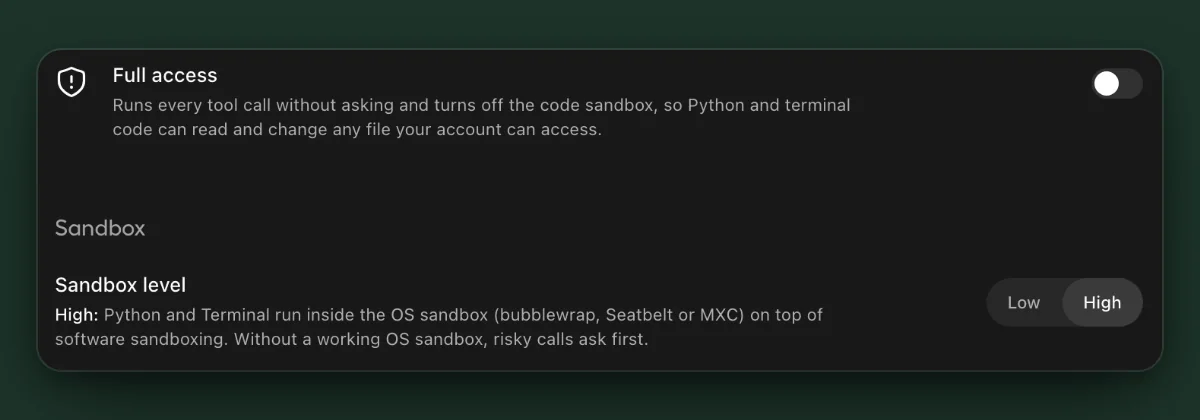 Full access
Runs every tool call without asking and turns off the code sandbox, so Python and terminal
code can read and change any file your account can access.
Sandbox
Sandbox level
High: Python and Terminal run inside the OS sandbox (bubblewrap, Seatbelt or MXC) on top of
software sandboxing. Without a working OS sandbox, risky calls ask first.
Low High